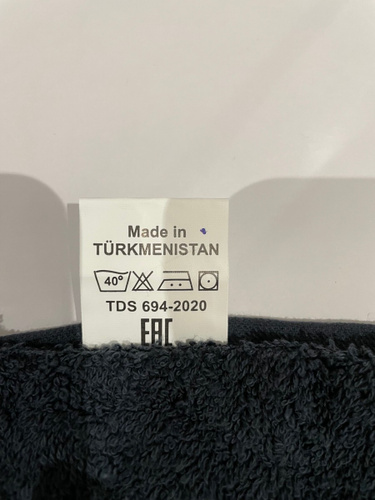 Made in
TÜRKMENISTAN
40°
TDS 694-2020
EAC